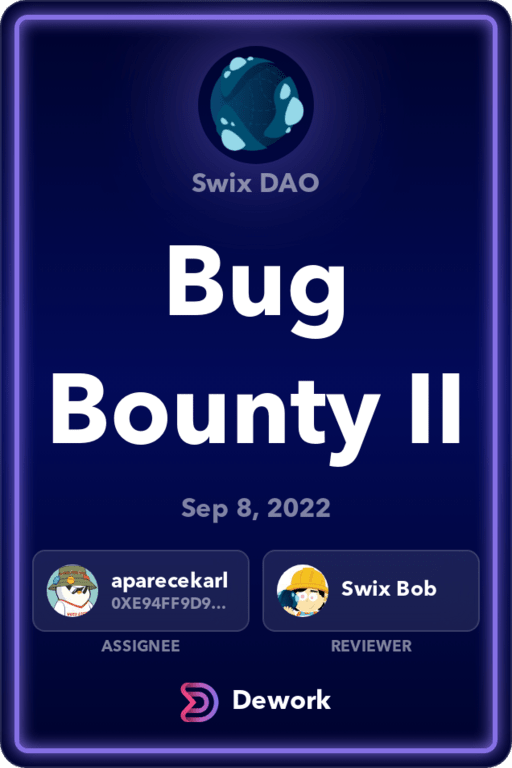 Swix DAO
Bug
Bounty II
Sep 8, 2022
aparecekarl
0XE94FF9D9...
Swix Bob
ASSIGNEE
REVIEWER
Dework